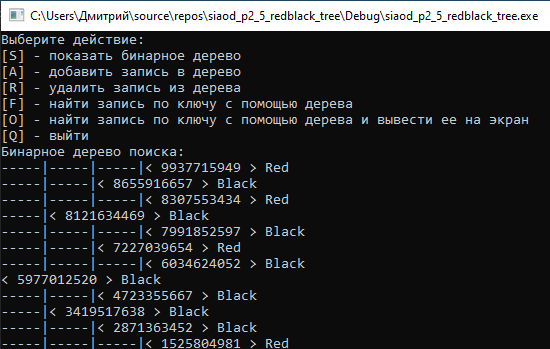 C:\Users\Дмитрий\source\repos\siaod_p2_5_redblack_tree\Debug\siaod_p2_5_redblack_tree.exe
Выберите действие:
[S] - показать бинарное дерево
[A] - добавить запись в дерево
[R] - удалить запись из дерева
[F] - найти запись по ключу с помощью дерева
[O] - найти запись по ключу с помощью дерева и вывести ее на экран
[Q] - выйти
Бинарное дерево поиска:
-----|-----|-----|< 9937715949 > Red
-----|-----|< 8655916657 > Black
-----|-----|-----|< 8307553434 > Red
-----|< 8121634469 > Black
-----|-----|-----|< 7991852597 > Black
-----|-----|< 7227039654 > Red
-----|-----|-----|< 6034624052 > Black
< 5977012520 > Black
-----|-----|< 4723355667 > Black
-----|< 3419517638 > Black
-----|-----|< 2871363452 > Black
-----|-----|-----|< 1525804981 > Red